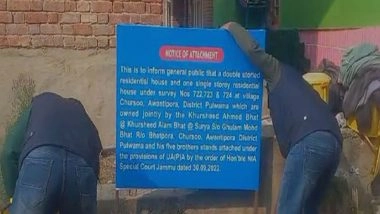 NOTICE OF ATTACHMENT
This is to inform general public that a double storied
residential house and one single storey residential
house under survey Nos 722,723 & 724 at village
Chursoo, Awantipora, District Pulwama which are
owned jointly by the Khursheed Ahmed Bhat
@ Khursheed Alam Bhat @ Surya S/o Ghulam Mohd
Bhat R/o Bhatpora, Chursoo, Awantipora District
Pulwama and his five brothers stands attached under
the provisions of UA(P)A by the order of Hon'ble NIA
Special Court Jammu dated 30.09.2022.